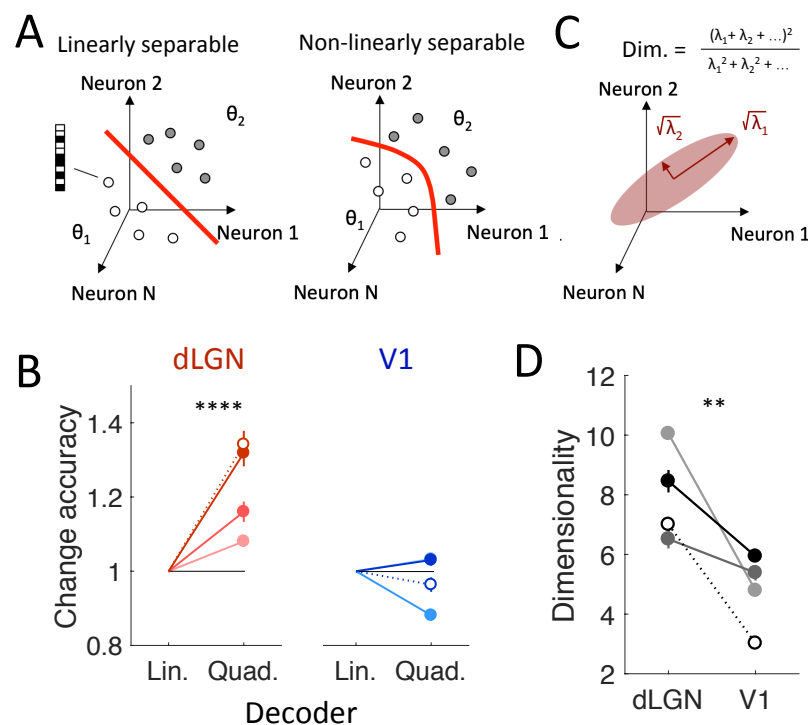 A
Linearly separable
Neuron 2
θ2
θ1
Neuron 1
Neuron N
Non-linearly separable
Neuron 2
θ2
θ1
Neuron 1
Neuron N
C
Dim. = (λ1+ λ2 + ...)2
λ12 + λ22 + ...
Neuron 2
√λ2
√λ1
Neuron 1
Neuron N
B
dLGN
V1
****
Change accuracy
1.4
1.2
1
0.8
Lin.
Quad.
Lin.
Quad.
Decoder
D
**
Dimensionality
12
10
8
6
4
2
dLGN
V1